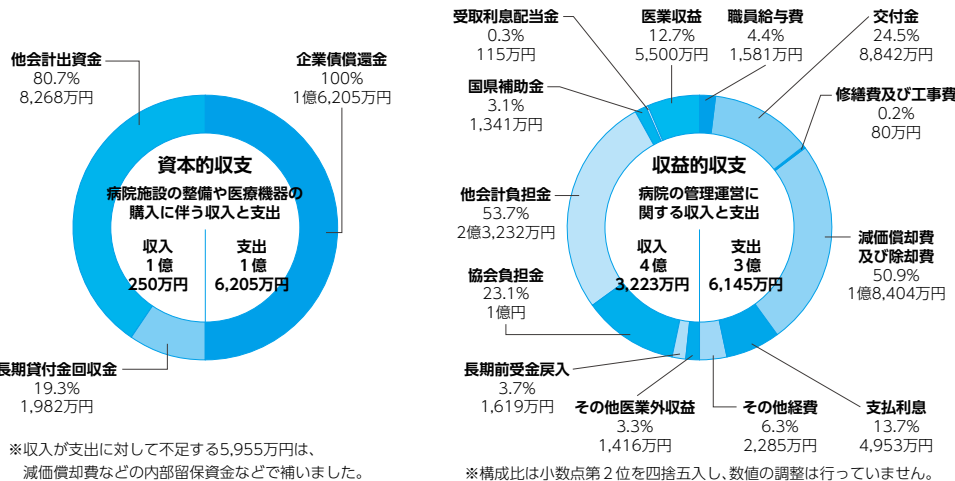 他会計出資金
80.7%
8,268万円
企業債償還金
100%
1億6,205万円
資本的収支
病院施設の整備や医療機器の
購入に伴う収入と支出
収入
1億
250万円
支出
1億
6,205万円
長期貸付金回収金
19.3%
1,982万円
※収入が支出に対して不足する5,955万円は、
減価償却費などの内部留保資金などで補いました。
受取利息配当金
0.3%
115万円
医業収益
12.7%
5,500万円
職員給与費
4.4%
1,581万円
交付金
24.5%
8,842万円
国県補助金
3.1%
1,341万円
修繕費及び工事費
0.2%
80万円
収益的収支
病院の管理運営に
関する収入と支出
収入
4億
3,223万円
支出
3億
6,145万円
他会計負担金
53.7%
2億3,232万円
減価償却費
及び除却費
50.9%
1億8,404万円
協会負担金
23.1%
1億円
長期前受金戻入
3.7%
1,619万円
その他医業外収益
3.3%
1,416万円
その他経費
6.3%
2,285万円
支払利息
13.7%
4,953万円
※構成比は小数点第2位を四捨五入し、数値の調整は行っていません。